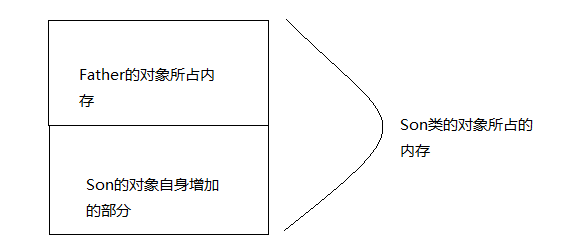 Father的对象所占内
存
Son类的对象所占的
内存
Son的对象自身增加
的部分